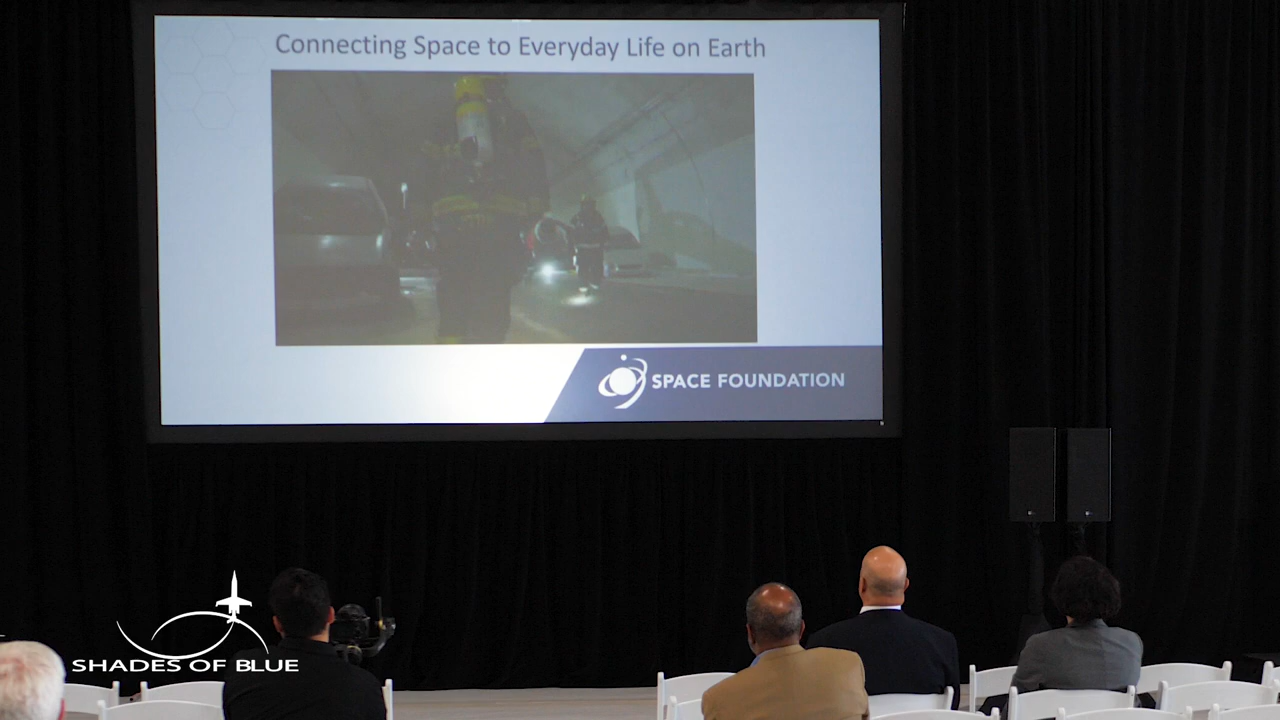 Connecting Space to Everyday Life on Earth
SPACE FOUNDATION
SHADES OF BLUE